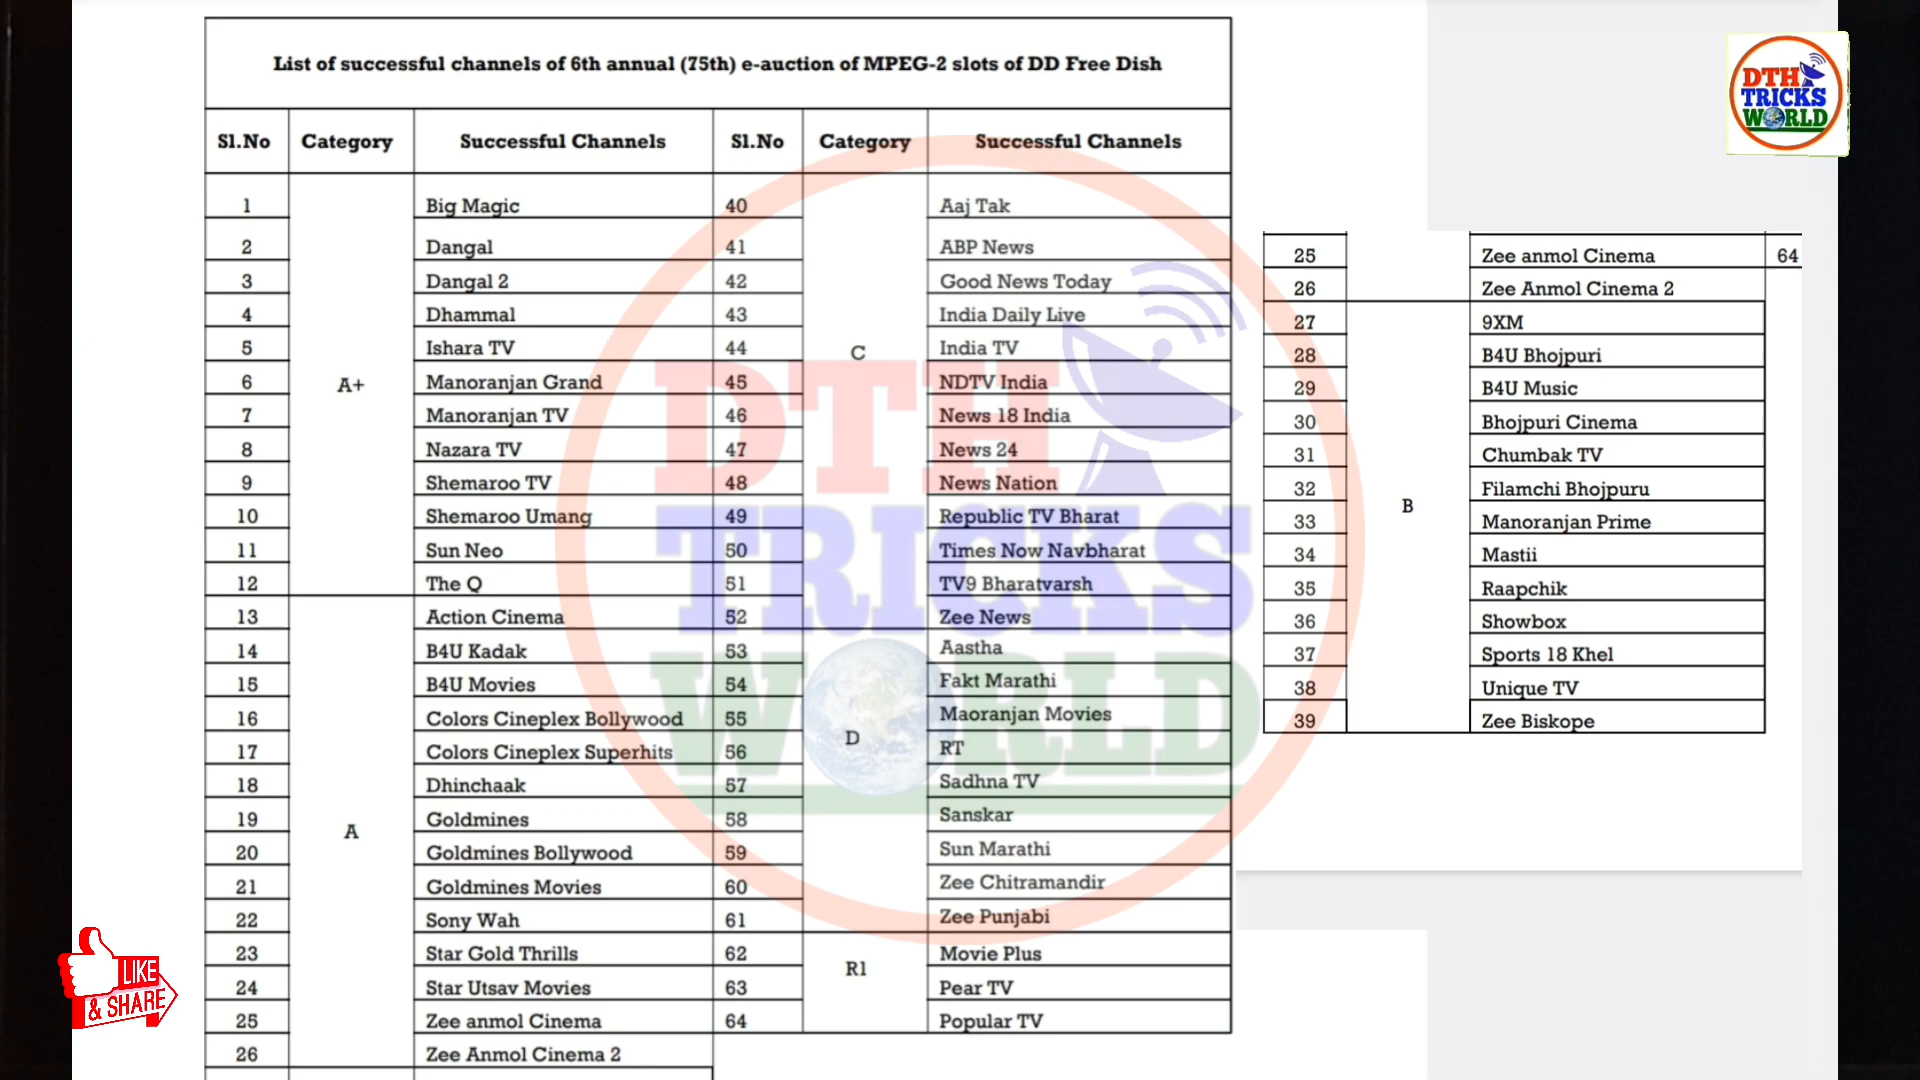 List of successful channels of 6th annual (75th) e-auction of MPEG-2 slots of DD Free Dish
Sl.No Category Successful Channels Sl.No Category Successful Channels
1 Big Magic 40 Aaj Tak
2 Dangal 41 ABP News
3 Dangal 2 42 Good News Today
4 Dhammal 43 India Daily Live
5 Ishara TV 44 India TV
C
6 Manoranjan Grand 45 NDTV India
A+
7 Manoranjan TV 46 News 18 India
8 Nazara TV 47 News 24
9 Shemaroo TV 48 News Nation
10 Shemaroo Umang 49 Republic TV Bharat
11 Sun Neo 50 Times Now Navbharat
12 The Q 51 TV9 Bharatvarsh
13 Action Cinema 52 Zee News
14 B4U Kadak 53 Aastha
15 B4U Movies 54 Fakt Marathi
16 Colors Cineplex Bollywood 55 Maoranjan Movies
D
17 Colors Cineplex Superhits 56 RT
18 Dhinchaak 57 Sadhna TV
19 Goldmines 58 Sanskar
A
20 Goldmines Bollywood 59 Sun Marathi
21 Goldmines Movies 60 Zee Chitramandir
22 Sony Wah 61 Zee Punjabi
23 Star Gold Thrills 62 Movie Plus
R1
24 Star Utsav Movies 63 Pear TV
25 Zee anmol Cinema 64 Popular TV
26 Zee Anmol Cinema 2
25 Zee anmol Cinema 64
26 Zee Anmol Cinema 2
27 9XM
28 B4U Bhojpuri
29 B4U Music
30 Bhojpuri Cinema
31 Chumbak TV
32 Filamchi Bhojpuru
B
33 Manoranjan Prime
34 Mastii
35 Raapchik
36 Showbox
37 Sports 18 Khel
38 Unique TV
39 Zee Biskope
DTH
TRICKS
WORLD
DTH
TRICKS
WORLD
LIKE
& SHARE